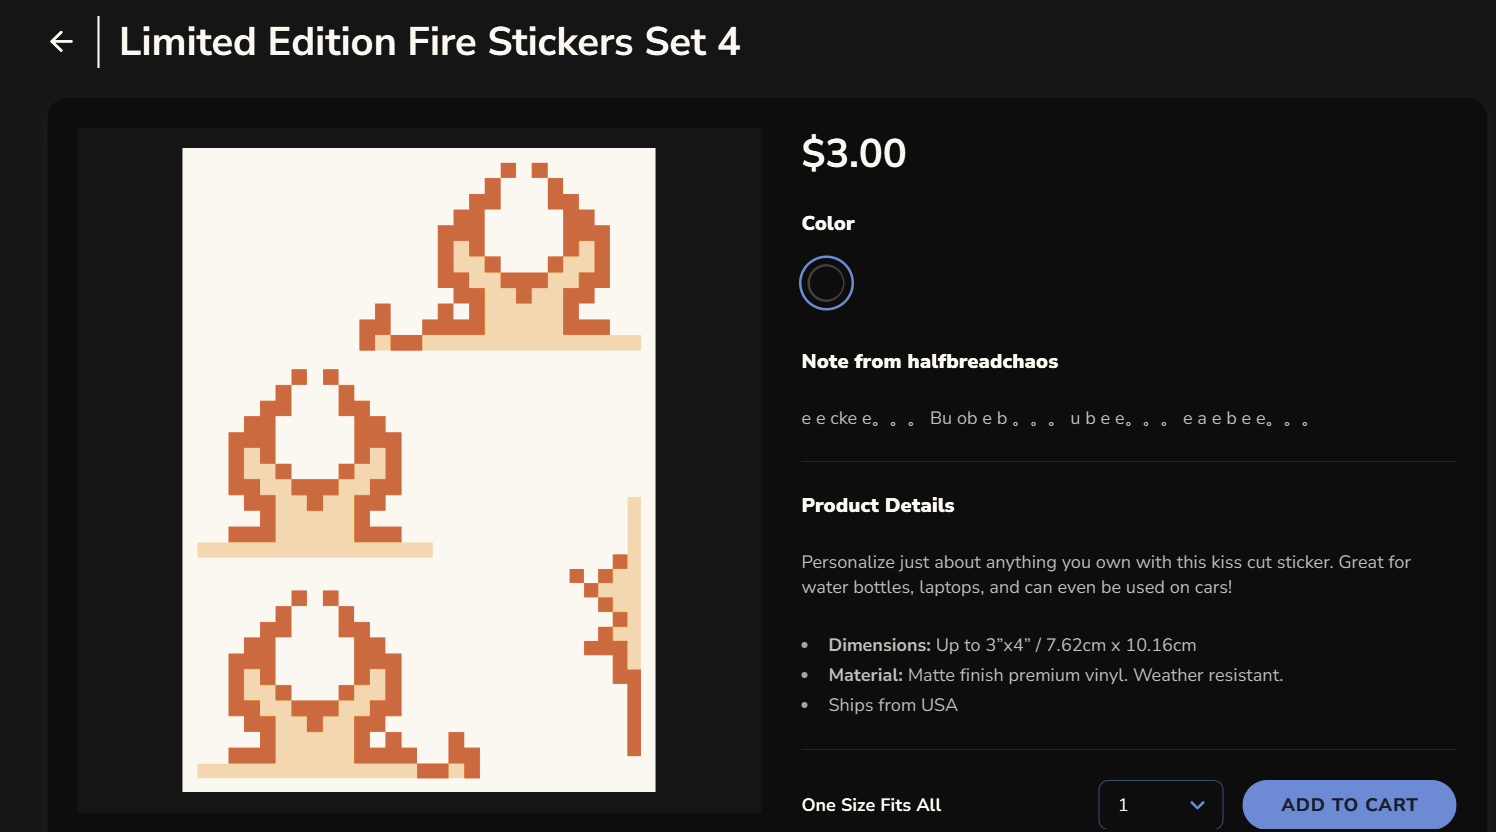 Limited Edition Fire Stickers Set 4
$3.00
Color
Note from halfbreadchaos
e e cke e。。。 Bu ob e b 。。。 u b e e。。。 e a e b e e。。。
Product Details
Personalize just about anything you own with this kiss cut sticker. Great for
water bottles, laptops, and can even be used on cars!
• Dimensions: Up to 3”x4” / 7.62cm x 10.16cm
• Material: Matte finish premium vinyl. Weather resistant.
• Ships from USA
One Size Fits All
1
ADD TO CART